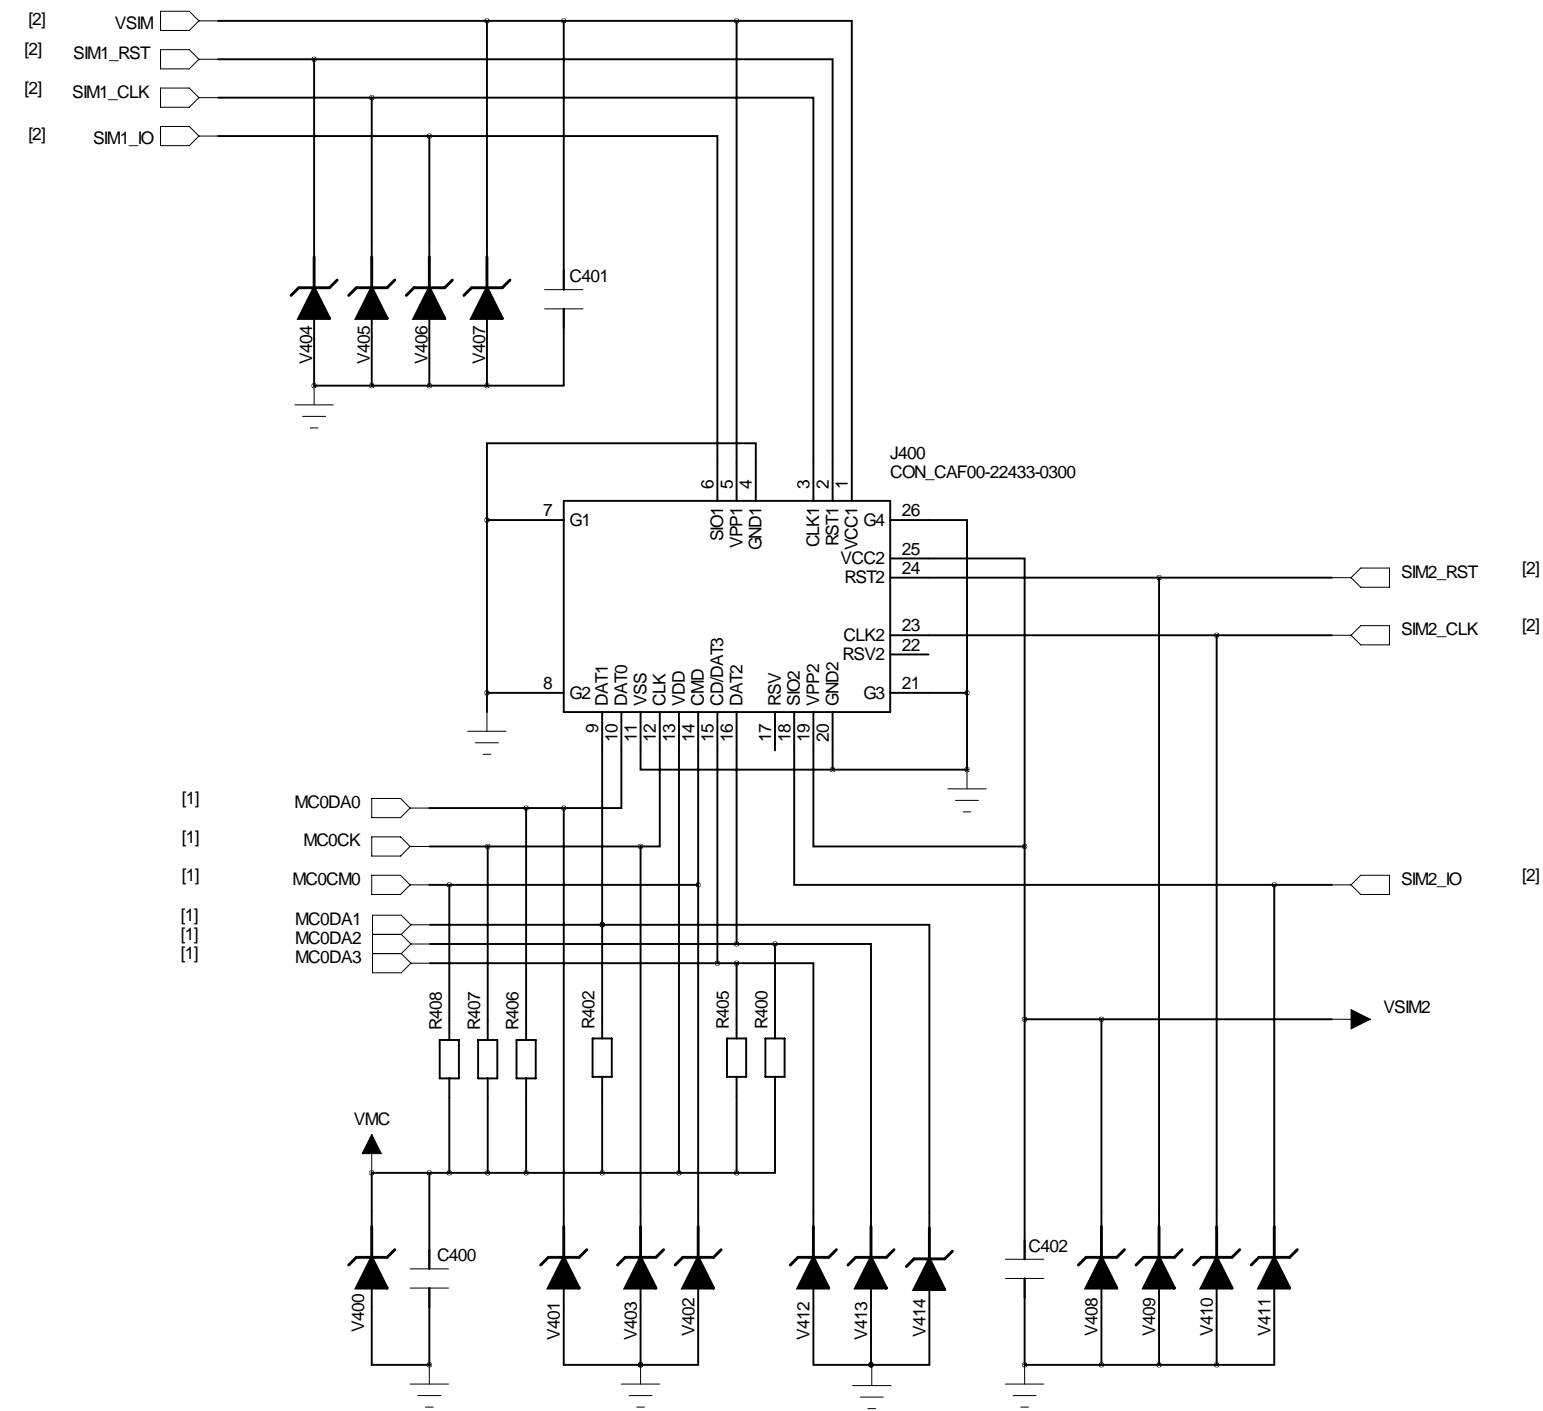 [2] VSIM
[2] SIM1_RST
[2] SIM1_CLK
[2] SIM1_IO
C401
V404 V405 V406 V407
J400
CON_CAF00-22433-0300
6 5 4 3 2 1
7 G1 SIO1 VPP1 GND1 CLK1 RST1 VCC1 G4 26
VCC2 25
RST2 24
SIM2_RST [2]
CLK2 23
SIM2_CLK [2]
RSV2 22
8 G2 DAT1 DAT0 VSS CLK VDD CMD CD/DAT3 DAT2 RSV SIO2 VPP2 GND2 G3 21
9 10 11 12 13 14 15 16 17 18 19 20
[1] MC0DA0
[1] MC0CK
[1] MC0CM0
SIM2_IO [2]
[1] MC0DA1
[1] MC0DA2
[1] MC0DA3
R408 R407 R406 R402 R405 R400
VSIM2
VMC
C400
C402
V400 V401 V403 V402 V412 V413 V414 V408 V409 V410 V411